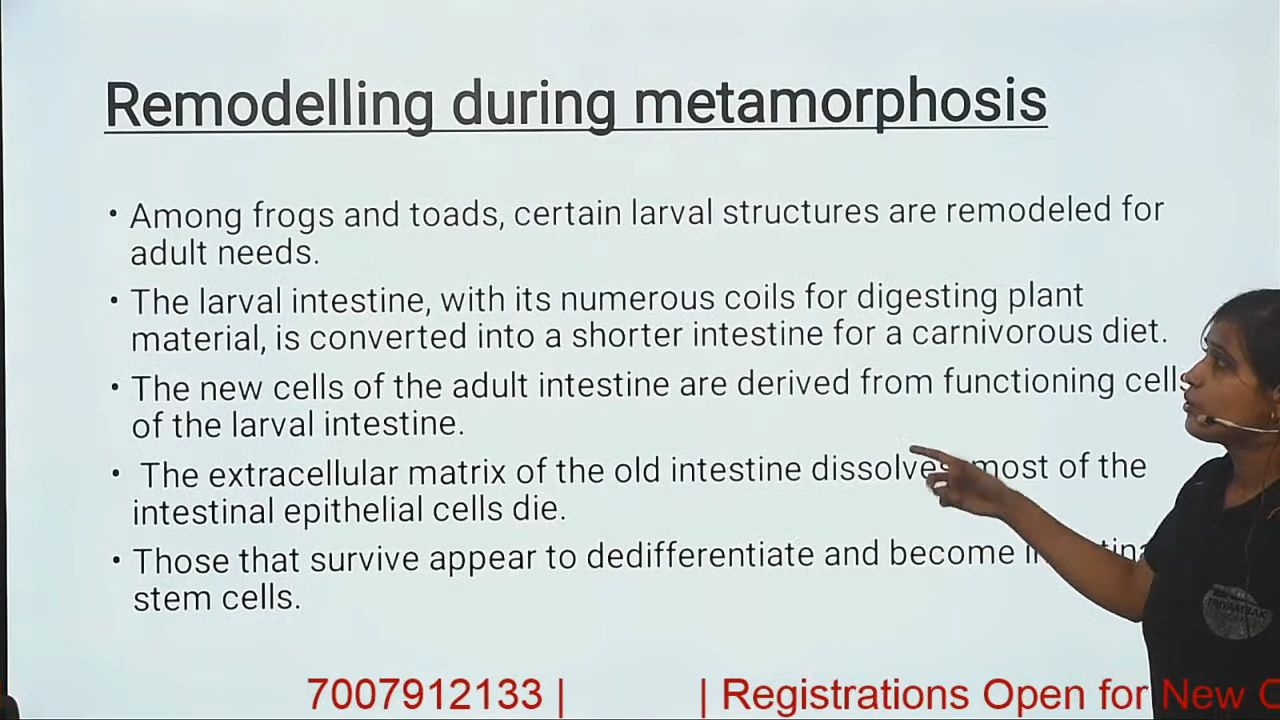 Remodelling during metamorphosis
• Among frogs and toads, certain larval structures are remodeled for
adult needs.
• The larval intestine, with its numerous coils for digesting plant
material, is converted into a shorter intestine for a carnivorous diet.
• The new cells of the adult intestine are derived from functioning cells
of the larval intestine.
• The extracellular matrix of the old intestine dissolves most of the
intestinal epithelial cells die.
• Those that survive appear to dedifferentiate and become
stem cells.
7007912133 | | Registrations Open for New